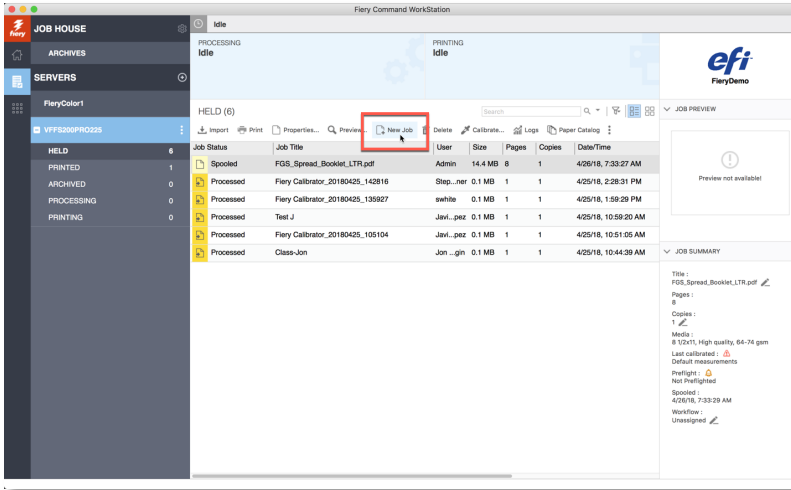 Fiery Command WorkStation
fiery
JOB HOUSE
ARCHIVES
SERVERS
FieryColor1
VFFS200PRO225
HELD 6
PRINTED 1
ARCHIVED 0
PROCESSING 0
PRINTING 0
Idle
PROCESSING
Idle
PRINTING
Idle
efi
FieryDemo
HELD (6)
Search
Import Print Properties... Preview... New Job Delete Calibrate... Logs Paper Catalog
Job Status Job Title User Size Pages Copies Date/Time
Spooled FGS_Spread_Booklet_LTR.pdf Admin 14.4 MB 8 1 4/26/18, 7:33:27 AM
Processed Fiery Calibrator_20180425_142816 Step...ner 0.1 MB 1 1 4/25/18, 2:28:31 PM
Processed Fiery Calibrator_20180425_135927 swhite 0.1 MB 1 1 4/25/18, 1:59:29 PM
Processed Test J Javi...pez 0.1 MB 1 1 4/25/18, 10:59:20 AM
Processed Fiery Calibrator_20180425_105104 Javi...pez 0.1 MB 1 1 4/25/18, 10:51:05 AM
Processed Class-Jon Jon ...gin 0.1 MB 1 1 4/25/18, 10:44:39 AM
JOB PREVIEW
Preview not available!
JOB SUMMARY
Title :
FGS_Spread_Booklet_LTR.pdf
Pages :
8
Copies :
1
Media :
8 1/2x11, High quality, 64-74 gsm
Last calibrated :
Default measurements
Preflight :
Not Preflighted
Spooled :
4/26/18, 7:33:29 AM
Workflow :
Unassigned